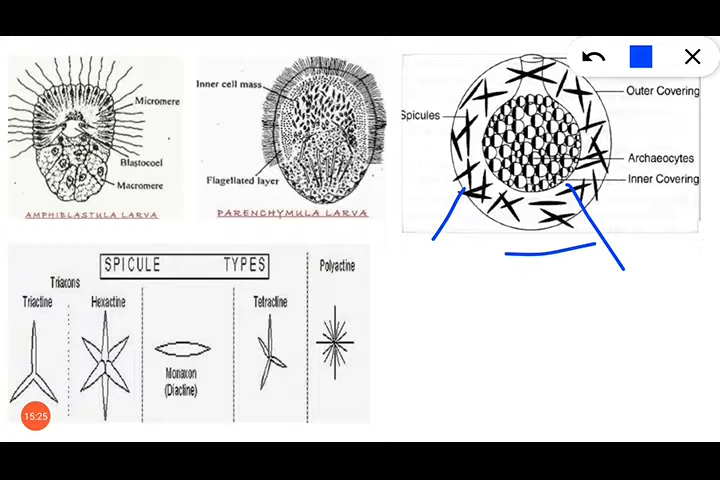 Micromere
Blastocoel
Macromere
AMPHIBLASTULA LARVA
Inner cell mass
Flagellated layer
PARENCHYMULA LARVA
Spicules
Outer Covering
Archaeocytes
Inner Covering
SPICULE TYPES
Triaxons
Triactine
Hexactine
Monaxon
(Diactine)
Tetractine
Polyactine
15:25